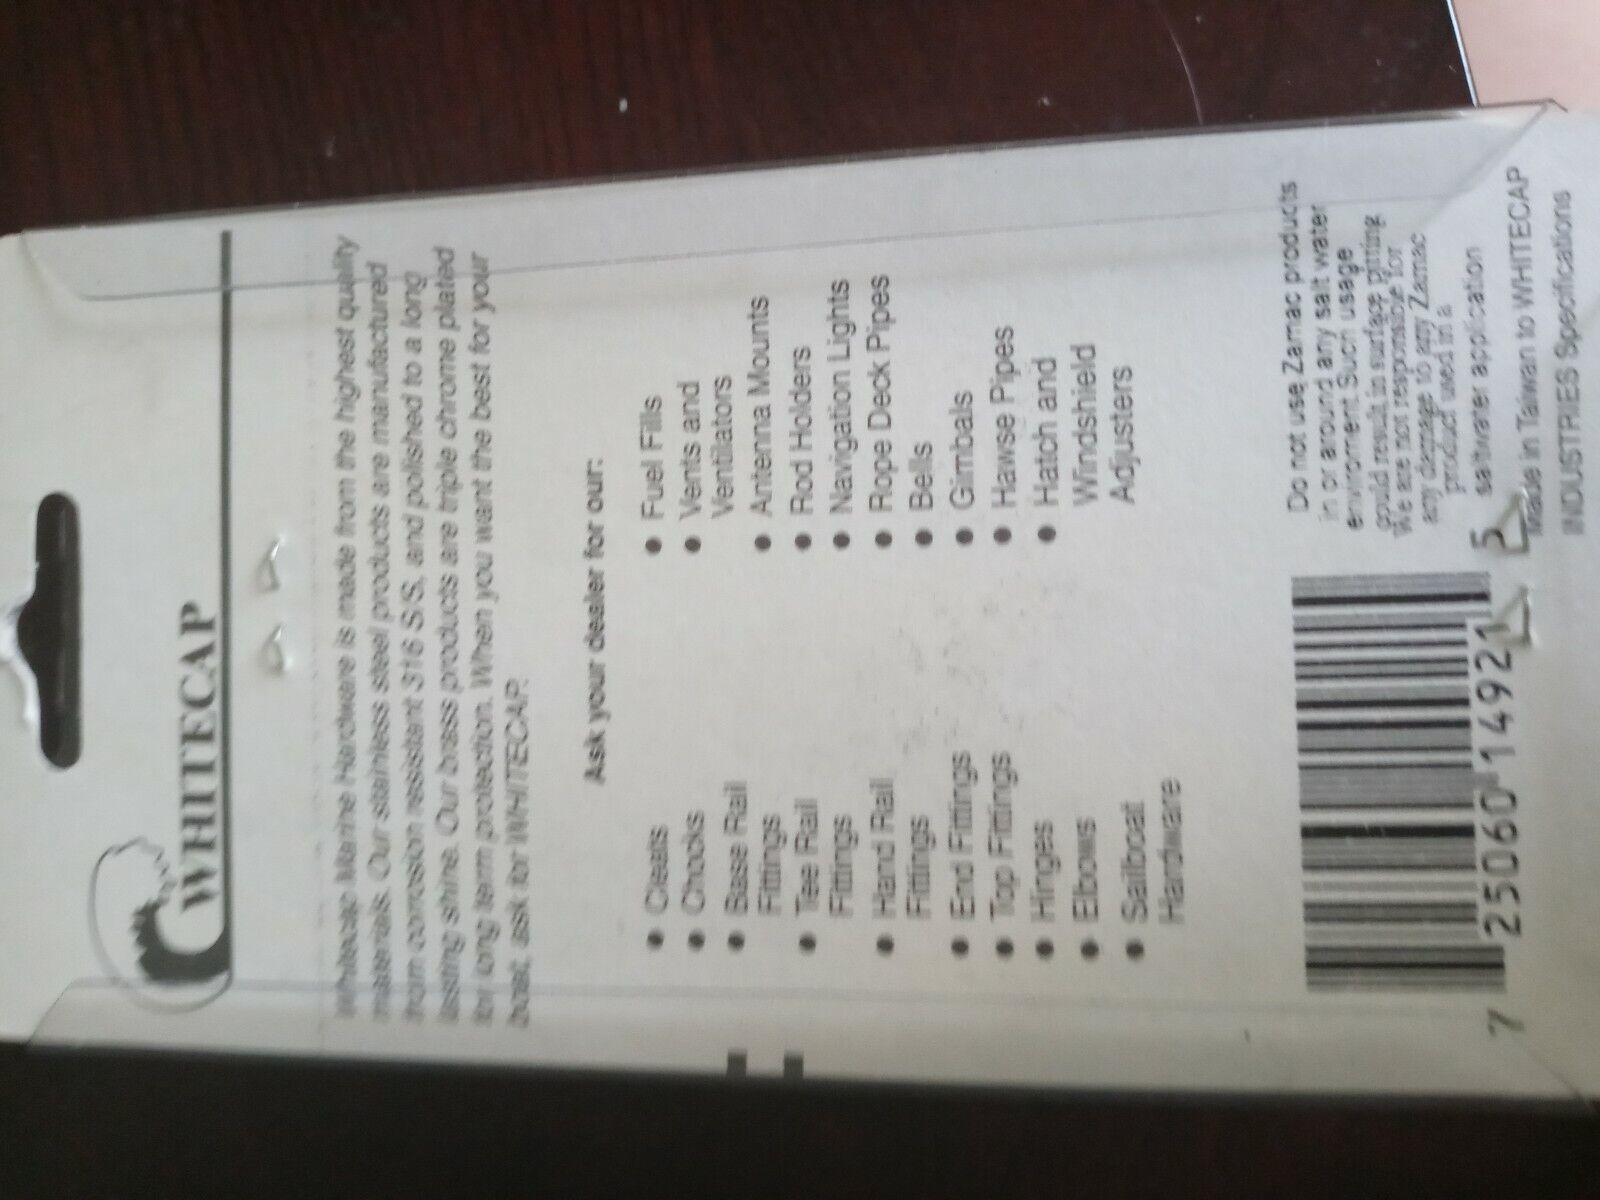 WHITECAP
Whitecap Marine Hardware is made from the highest quality
materials. Our stainless steel products are manufactured
from corrosion resistant 316 S/S, and polished to a long
lasting shine. Our brass products are triple chrome plated
for long term protection. When you want the best for your
boat, ask for WHITECAP.
Ask your dealer for our:
• Cleats
• Chocks
• Base Rail
Fittings
• Tee Rail
Fittings
• Hand Rail
Fittings
• End Fittings
• Top Fittings
• Hinges
• Elbows
• Sailboat
Hardware
• Fuel Fills
• Vents and
Ventilators
• Antenna Mounts
• Rod Holders
• Navigation Lights
• Rope Deck Pipes
• Bells
• Gimbals
• Hawse Pipes
• Hatch and
Windshield
Adjusters
7 25060 14921 5
Do not use Zamac products
in or around any salt water
environment Such usage
could result in surface pitting
We are not responsible for
any damage to any Zamac
product used in a
saltwater application
Made in Taiwan to WHITECAP
INDUSTRIES Specifications